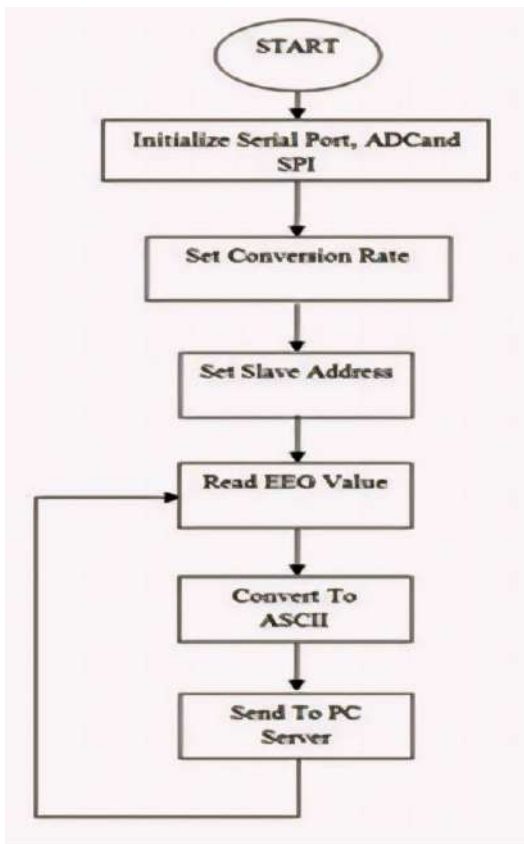 START
Initialize Serial Port, ADCand
SPI
Set Conversion Rate
Set Slave Address
Read EEG Value
Convert To
ASCII
Send To PC
Server